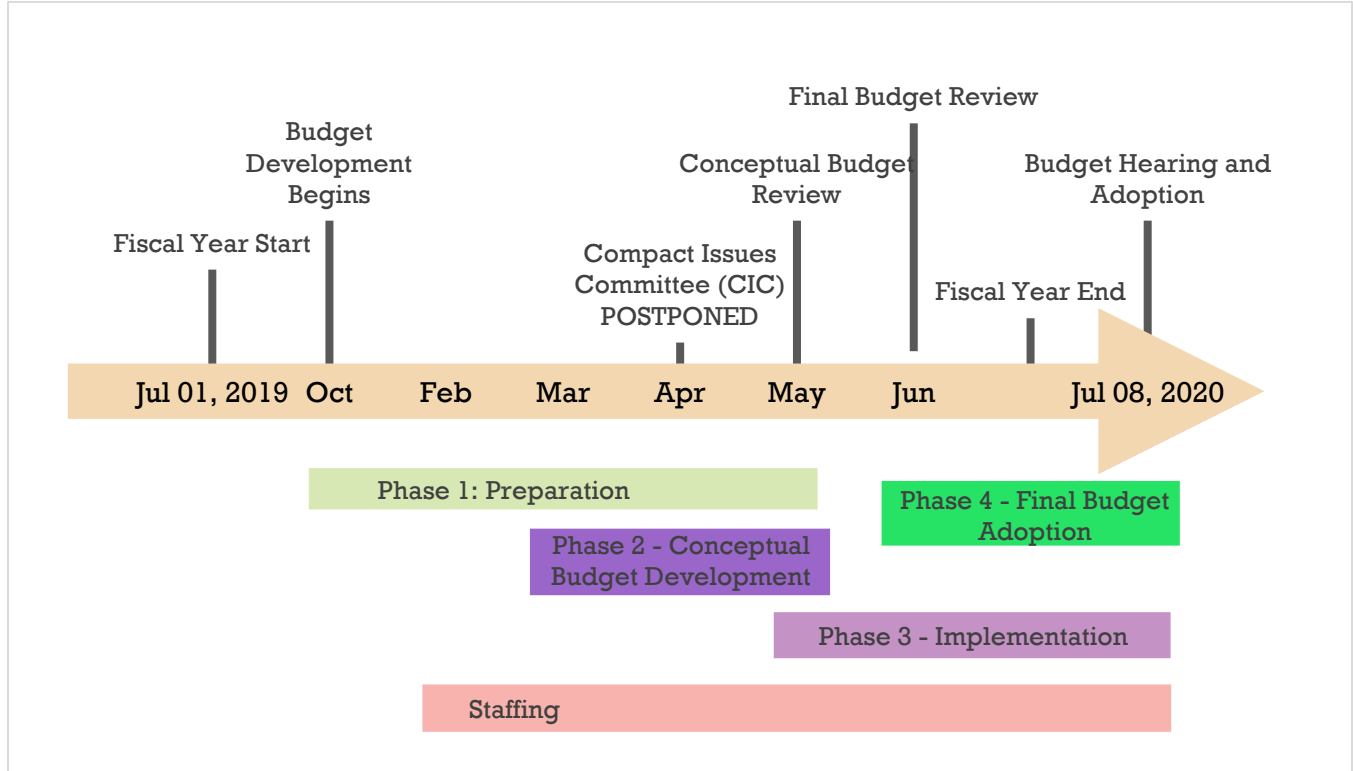 Final Budget Review
Budget
Development
Begins
Conceptual Budget
Review
Budget Hearing and
Adoption
Fiscal Year Start
Compact Issues
Committee (CIC)
POSTPONED
Fiscal Year End
Jul 01, 2019 Oct Feb Mar Apr May Jun Jul 08, 2020
Phase 1: Preparation
Phase 4 - Final Budget
Adoption
Phase 2 - Conceptual
Budget Development
Phase 3 - Implementation
Staffing